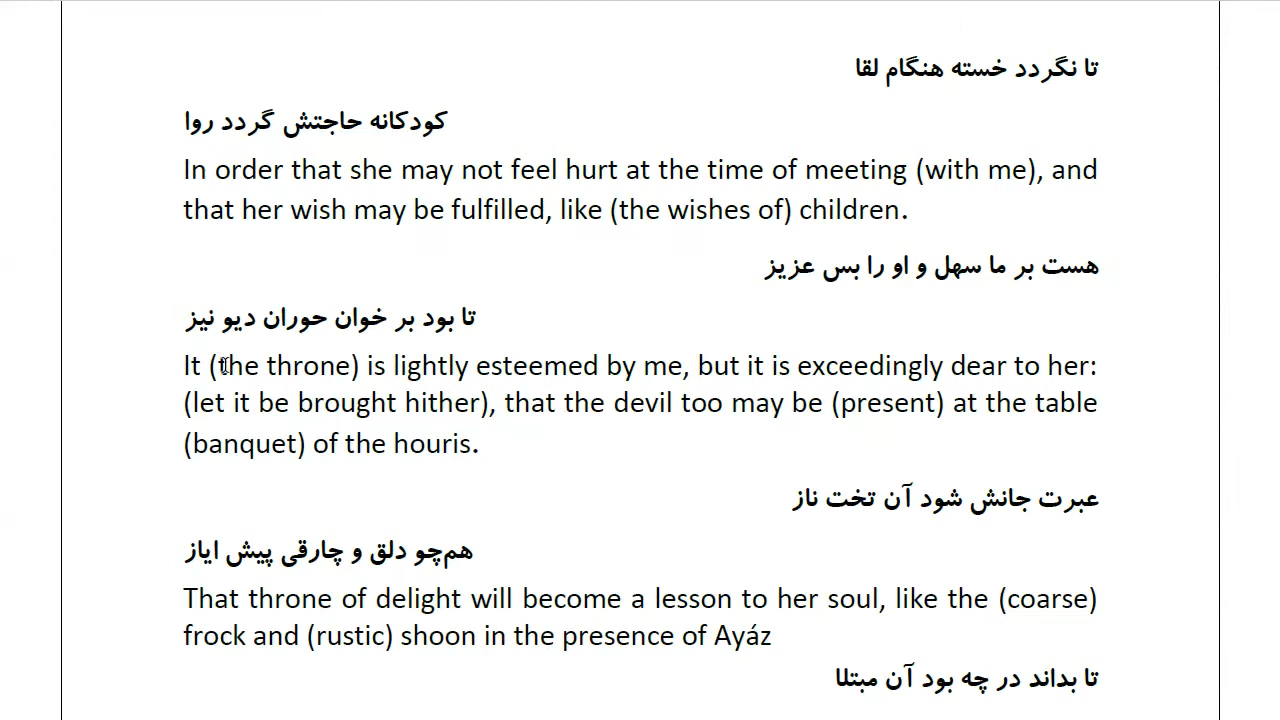 تا نگردد خسته هنگام لقا
کودکانه حاجتش گردد روا
In order that she may not feel hurt at the time of meeting (with me), and
that her wish may be fulfilled, like (the wishes of) children.
هست بر ما سهل و او را بس عزیز
تا بود بر خوان حوران دیو نیز
It (the throne) is lightly esteemed by me, but it is exceedingly dear to her:
(let it be brought hither), that the devil too may be (present) at the table
(banquet) of the houris.
عبرت جانش شود آن تخت ناز
هم‌چو دلق و چارقی پیش ایاز
That throne of delight will become a lesson to her soul, like the (coarse)
frock and (rustic) shoon in the presence of Ayáz
تا بداند در چه بود آن مبتلا